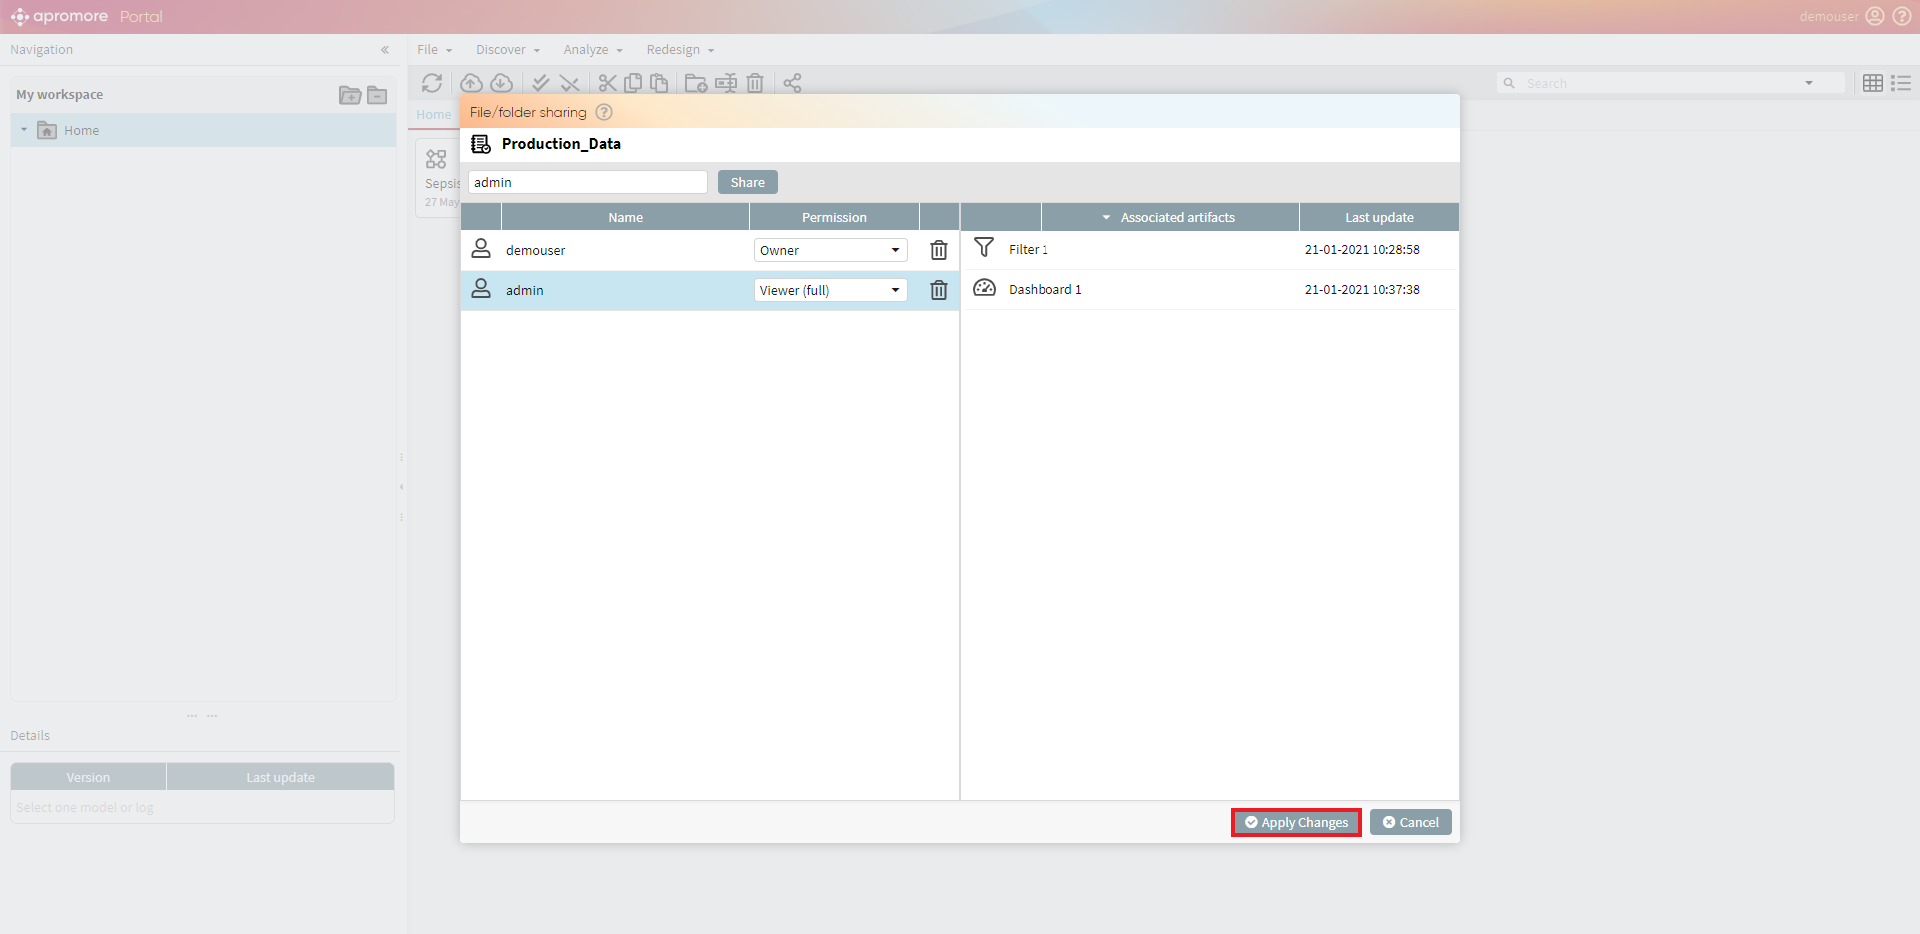 apromore Portal
demouser
Navigation
File
Discover
Analyze
Redesign
My workspace
Search
Home
Home
File/folder sharing
Production_Data
Sepsis
27 May
admin
Share
Name
Permission
Associated artifacts
Last update
demouser
Owner
Filter 1
21-01-2021 10:28:58
admin
Viewer (full)
Dashboard 1
21-01-2021 10:37:38
Details
Version
Last update
Select one model or log
Apply Changes
Cancel